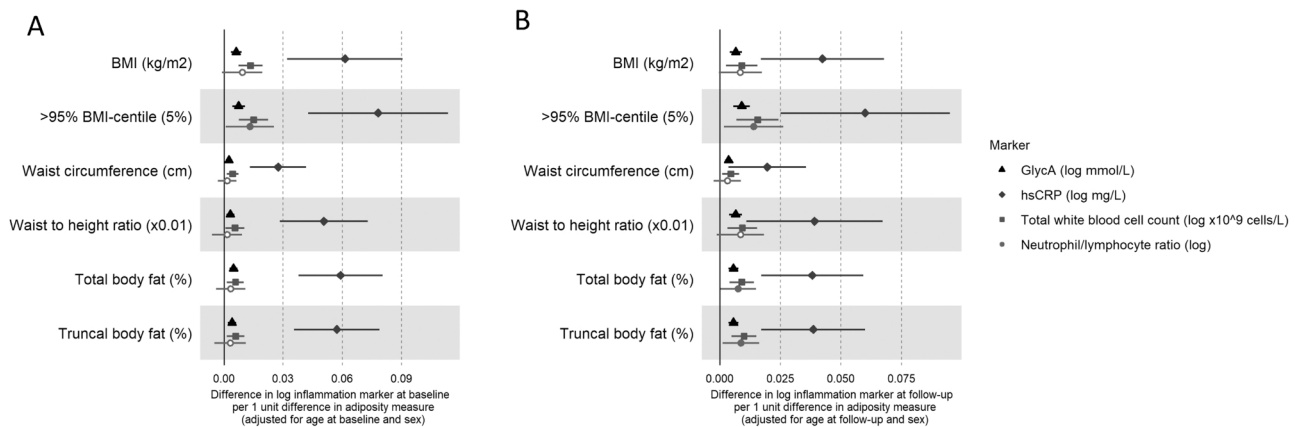 A
BMI (kg/m2)
>95% BMI-centile (5%)
Waist circumference (cm)
Waist to height ratio (x0.01)
Total body fat (%)
Truncal body fat (%)
0.00 0.03 0.06 0.09
Difference in log inflammation marker at baseline
per 1 unit difference in adiposity measure
(adjusted for age at baseline and sex)
B
BMI (kg/m2)
>95% BMI-centile (5%)
Waist circumference (cm)
Waist to height ratio (x0.01)
Total body fat (%)
Truncal body fat (%)
0.000 0.025 0.050 0.075
Difference in log inflammation marker at follow-up
per 1 unit difference in adiposity measure
(adjusted for age at follow-up and sex)
Marker
GlycA (log mmol/L)
hsCRP (log mg/L)
Total white blood cell count (log x10^9 cells/L)
Neutrophil/lymphocyte ratio (log)